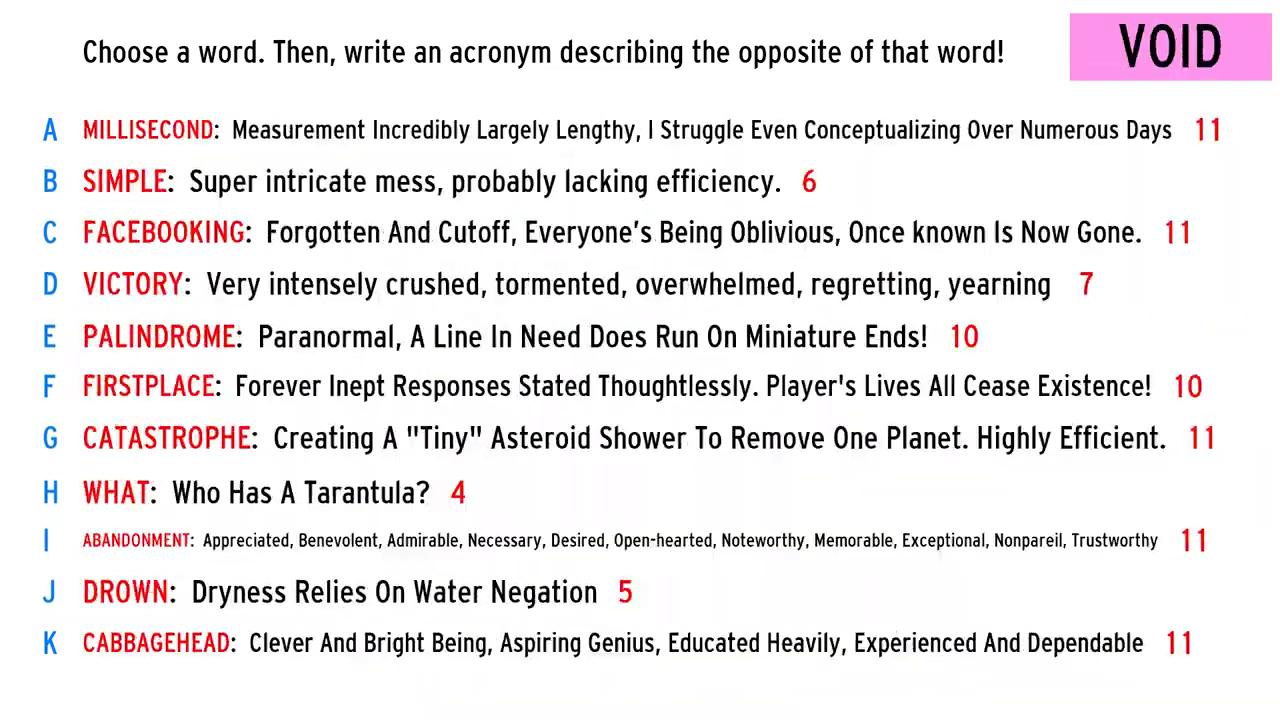 Choose a word. Then, write an acronym describing the opposite of that word! VOID
A MILLISECOND: Measurement Incredibly Largely Lengthy, I Struggle Even Conceptualizing Over Numerous Days 11
B SIMPLE: Super intricate mess, probably lacking efficiency. 6
C FACEBOOKING: Forgotten And Cutoff, Everyone's Being Oblivious, Once known Is Now Gone. 11
D VICTORY: Very intensely crushed, tormented, overwhelmed, regretting, yearning 7
E PALINDROME: Paranormal, A Line In Need Does Run On Miniature Ends! 10
F FIRSTPLACE: Forever Inept Responses Stated Thoughtlessly. Player's Lives All Cease Existence! 10
G CATASTROPHE: Creating A "Tiny" Asteroid Shower To Remove One Planet. Highly Efficient. 11
H WHAT: Who Has A Tarantula? 4
I ABANDONMENT: Appreciated, Benevolent, Admirable, Necessary, Desired, Open-hearted, Noteworthy, Memorable, Exceptional, Nonpareil, Trustworthy 11
J DROWN: Dryness Relies On Water Negation 5
K CABBAGEHEAD: Clever And Bright Being, Aspiring Genius, Educated Heavily, Experienced And Dependable 11